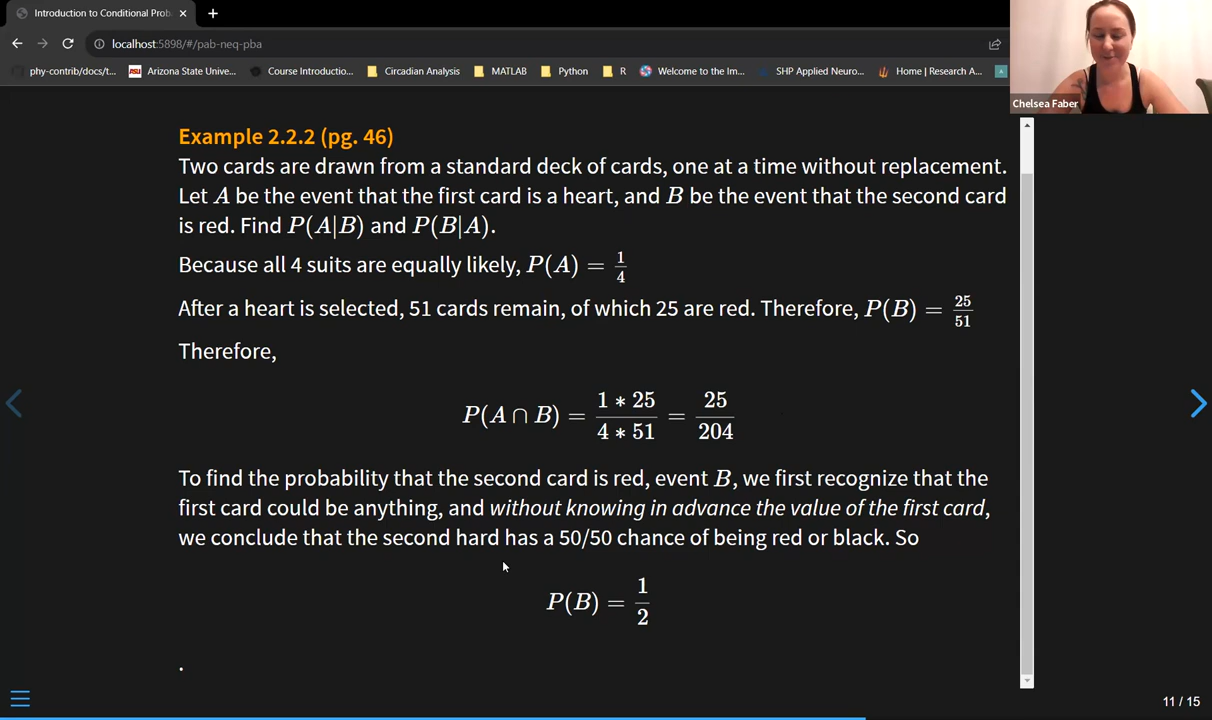 Introduction to Conditional Prob
localhost:5898/#/pab-neq-pba
phy-contrib/docs/t... Arizona State Unive... Course Introductio... Circadian Analysis MATLAB Python R Welcome to the Im... SHP Applied Neuro... Home | Research A...
Chelsea Faber
Example 2.2.2 (pg. 46)
Two cards are drawn from a standard deck of cards, one at a time without replacement.
Let A be the event that the first card is a heart, and B be the event that the second card
is red. Find P(A|B) and P(B|A).
Because all 4 suits are equally likely, P(A) = 1/4
After a heart is selected, 51 cards remain, of which 25 are red. Therefore, P(B) = 25/51
Therefore,
P(A ∩ B) = 1 * 25 / 4 * 51 = 25/204
To find the probability that the second card is red, event B, we first recognize that the
first card could be anything, and without knowing in advance the value of the first card,
we conclude that the second hard has a 50/50 chance of being red or black. So
P(B) = 1/2
.
11 / 15